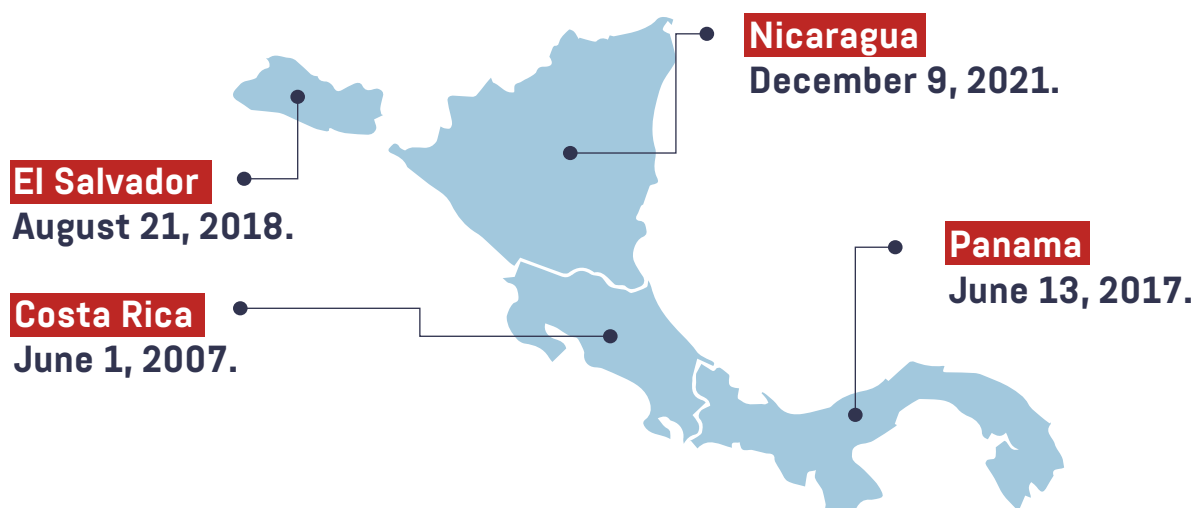 Nicaragua
December 9, 2021.
El Salvador
August 21, 2018.
Panama
June 13, 2017.
Costa Rica
June 1, 2007.